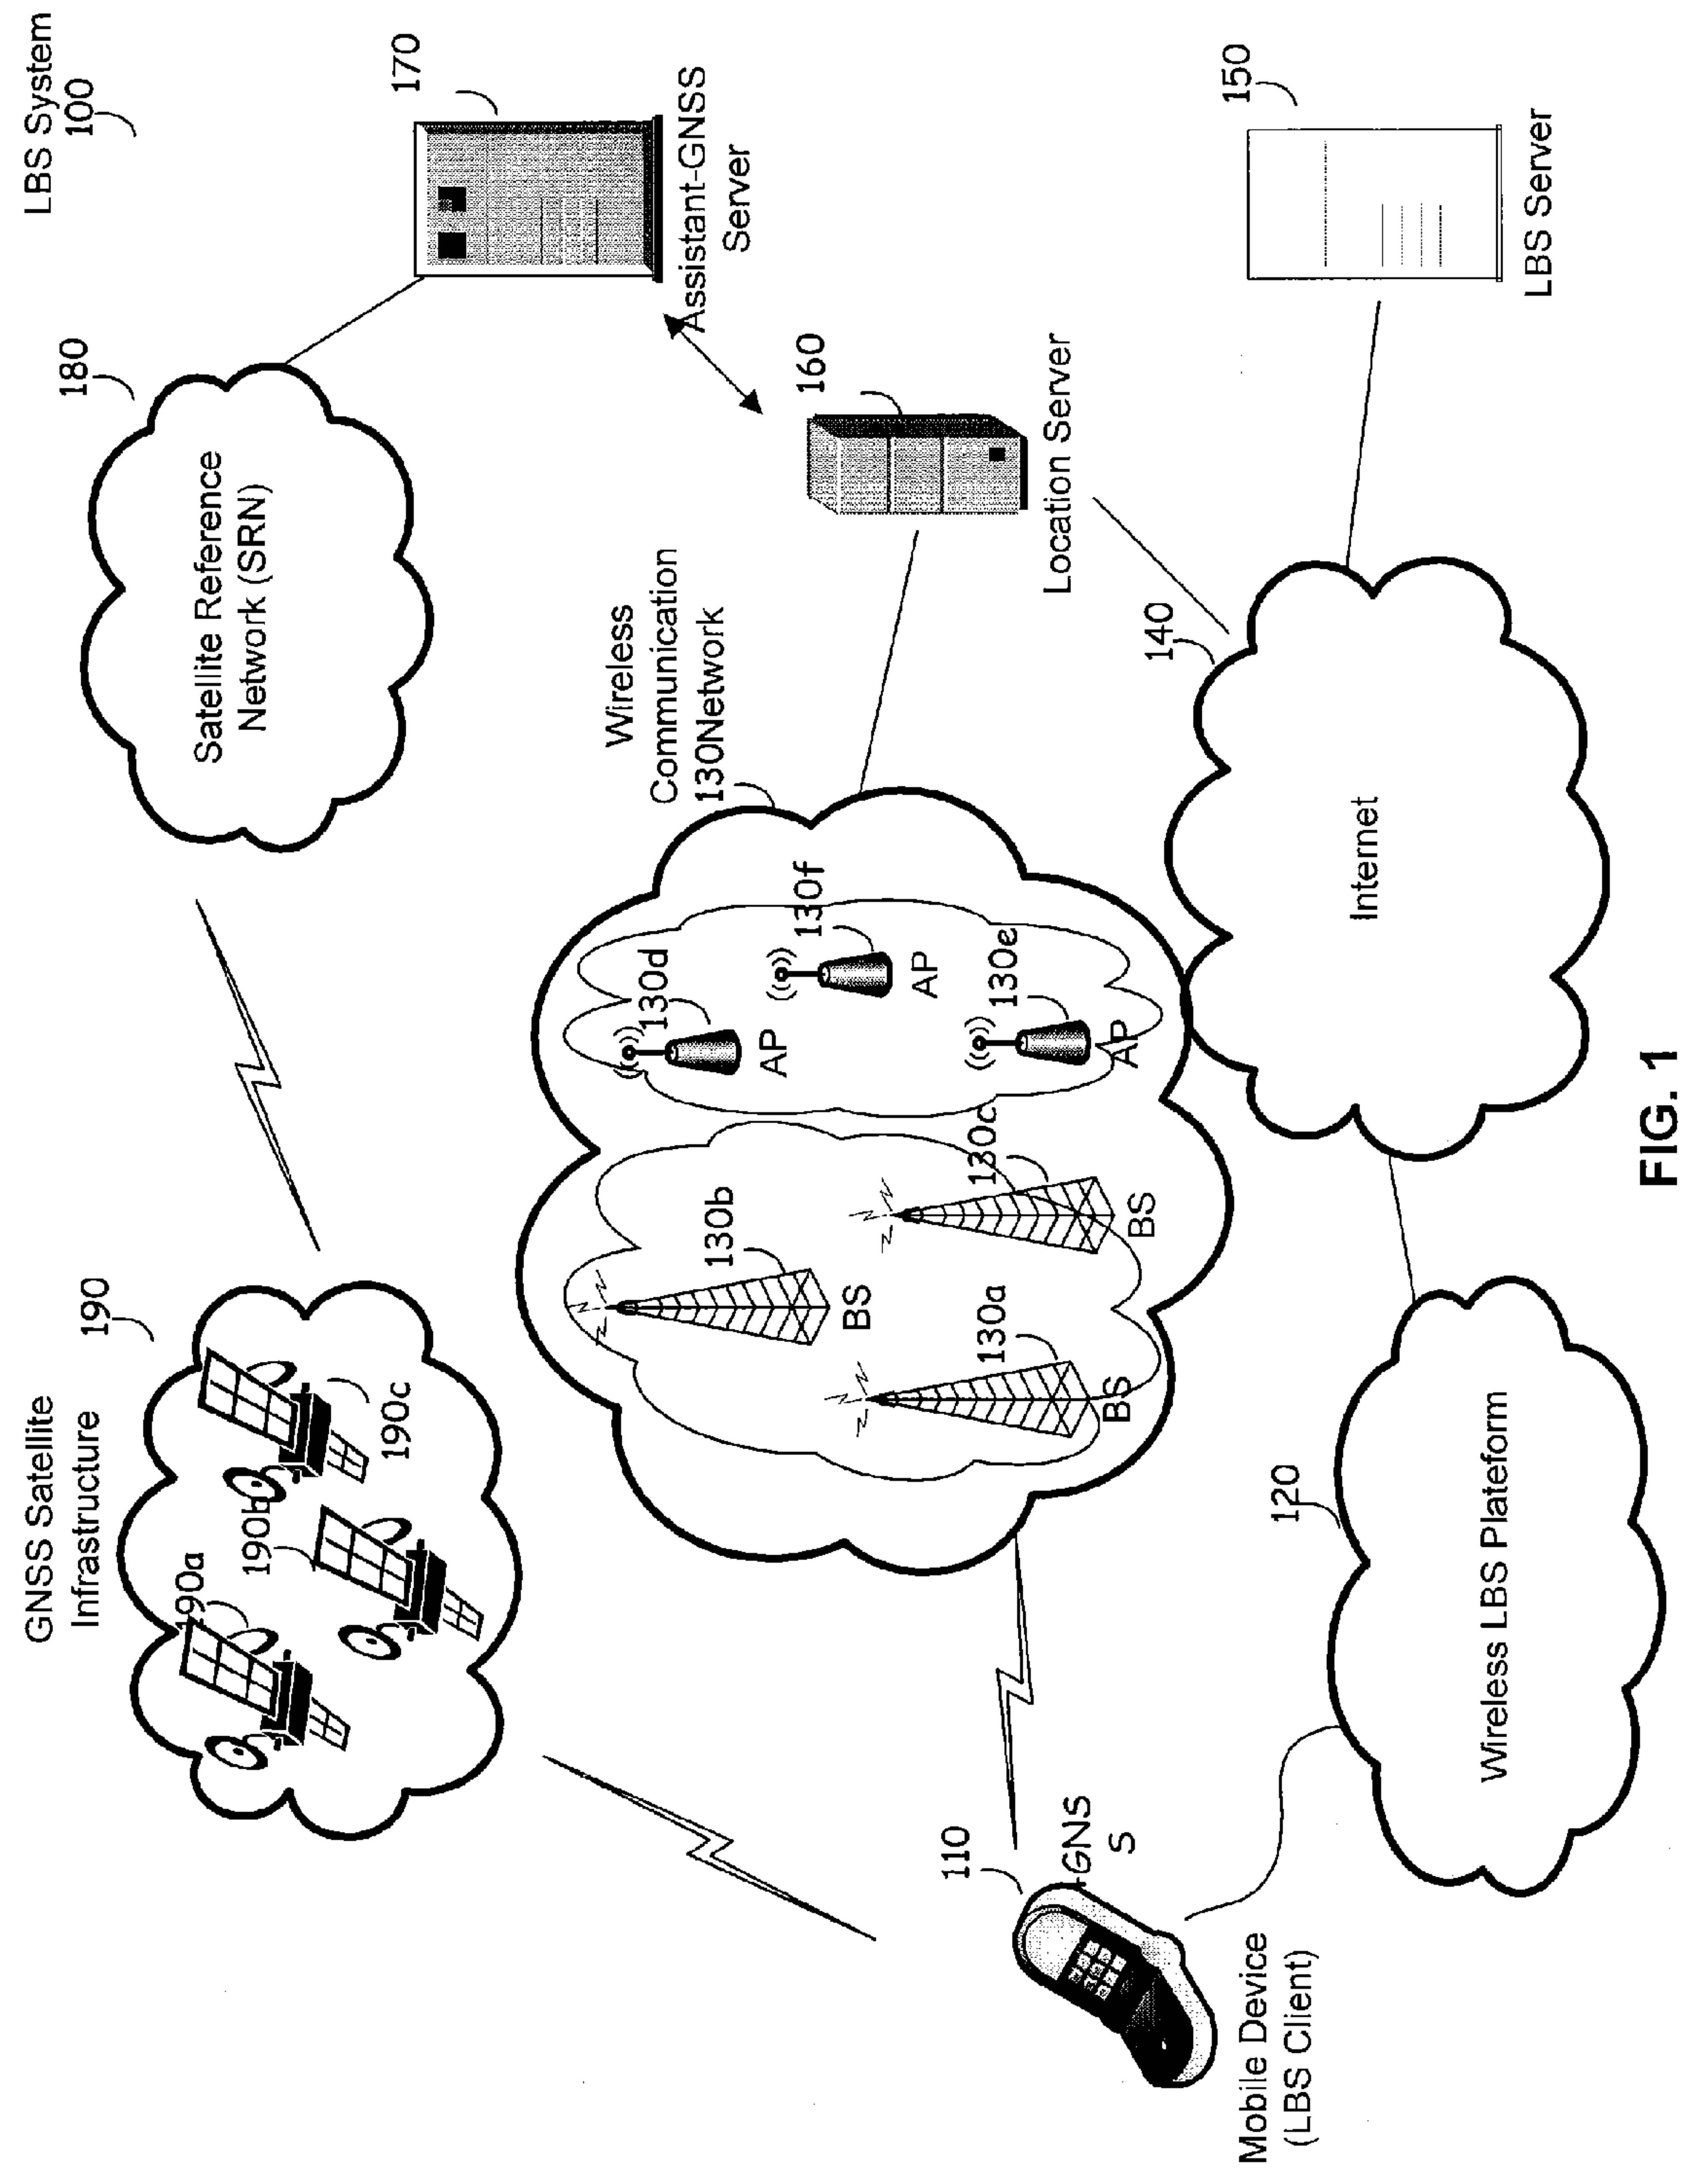 LBS System
100
GNSS Satellite
Infrastructure
190
190a
190b
190c
180
Satellite Reference
Network (SRN)
170
Assistant-GNSS
Server
Wireless
Communication
130Network
130d
AP
130f
AP
130e
AP
130b
BS
130c
BS
130a
BS
160
Location Server
110
+GNS
S
Mobile Device
(LBS Client)
120
Wireless LBS Plateform
140
Internet
150
LBS Server
FIG. 1